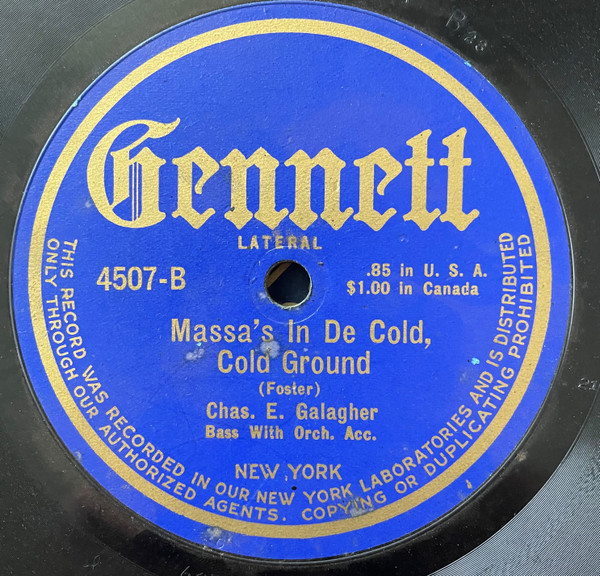 Gennett
LATERAL
4507-B
.85 in U. S. A.
$1.00 in Canada
Massa's In De Cold,
Cold Ground
(Foster)
Chas. E. Galagher
Bass With Orch. Acc.
NEW YORK
THIS RECORD WAS RECORDED IN OUR NEW YORK LABORATORIES AND IS DISTRIBUTED
ONLY THROUGH OUR AUTHORIZED AGENTS. COPYING OR DUPLICATING PROHIBITED